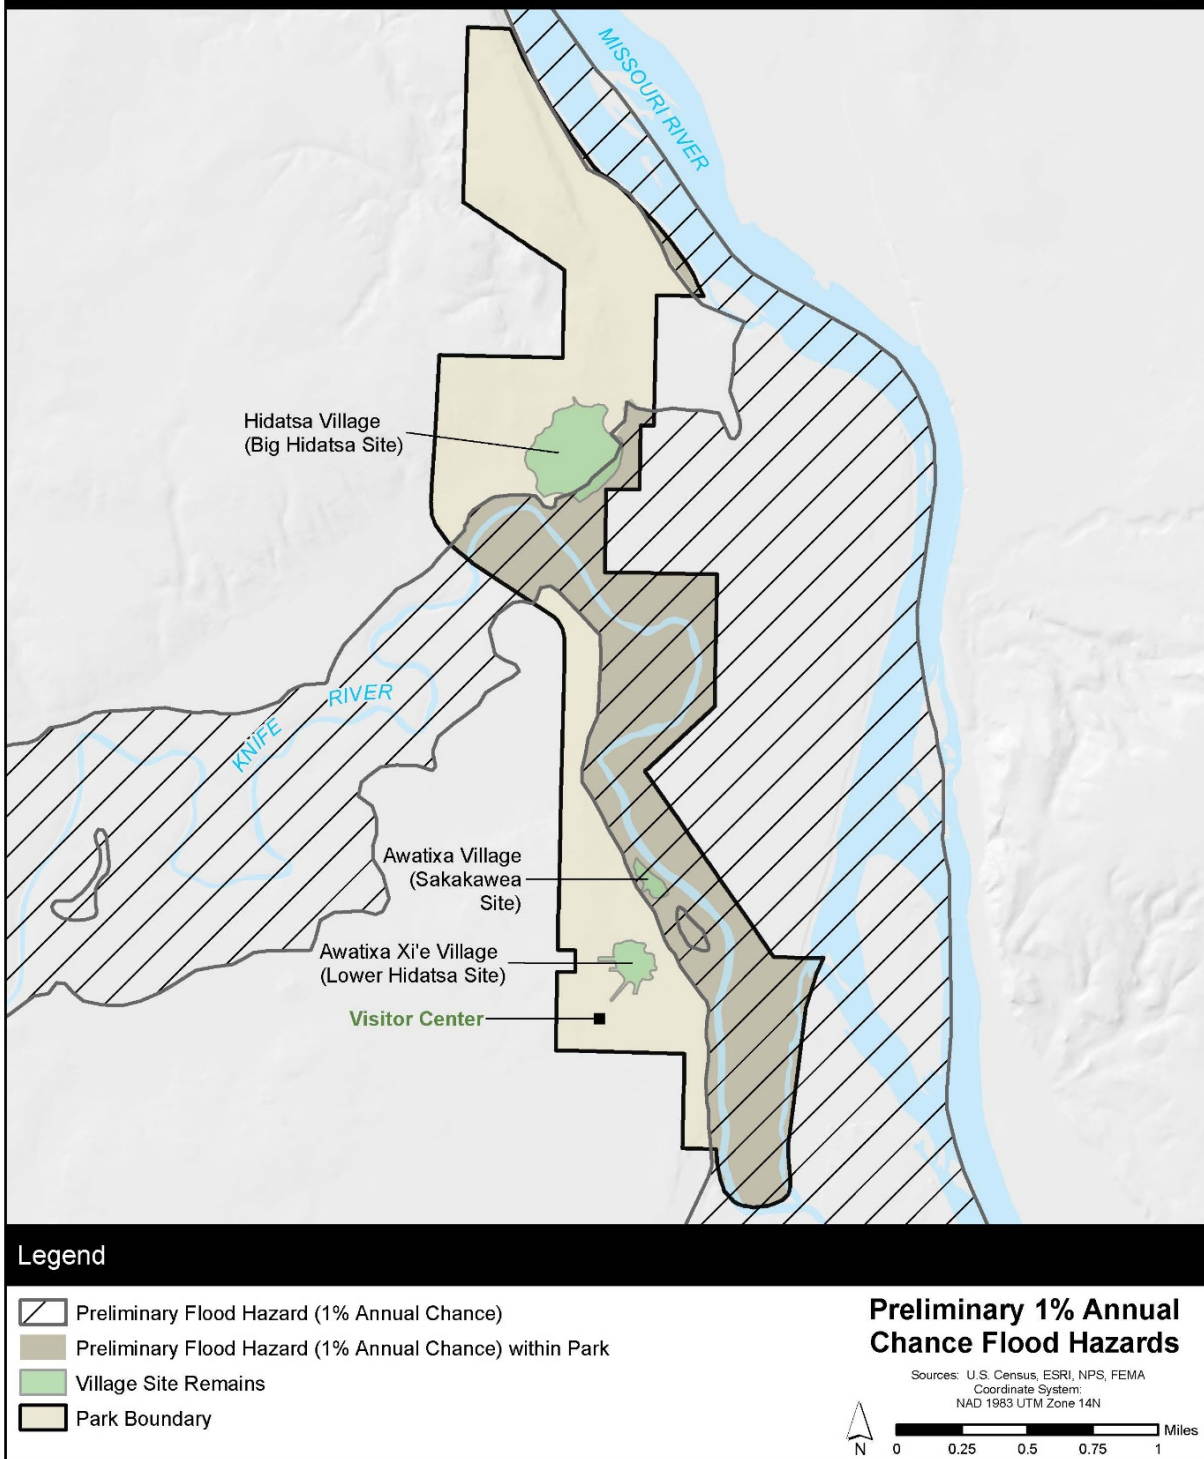 MISSOURI RIVER
Hidatsa Village
(Big Hidatsa Site)
KNIFE RIVER
Awatixa Village
(Sakakawea
Site)
Awatixa Xi'e Village
(Lower Hidatsa Site)
Visitor Center
Legend
Preliminary Flood Hazard (1% Annual Chance)
Preliminary Flood Hazard (1% Annual Chance) within Park
Village Site Remains
Park Boundary
Preliminary 1% Annual
Chance Flood Hazards
Sources: U.S. Census, ESRI, NPS, FEMA
Coordinate System:
NAD 1983 UTM Zone 14N
N
Miles
0 0.25 0.5 0.75 1